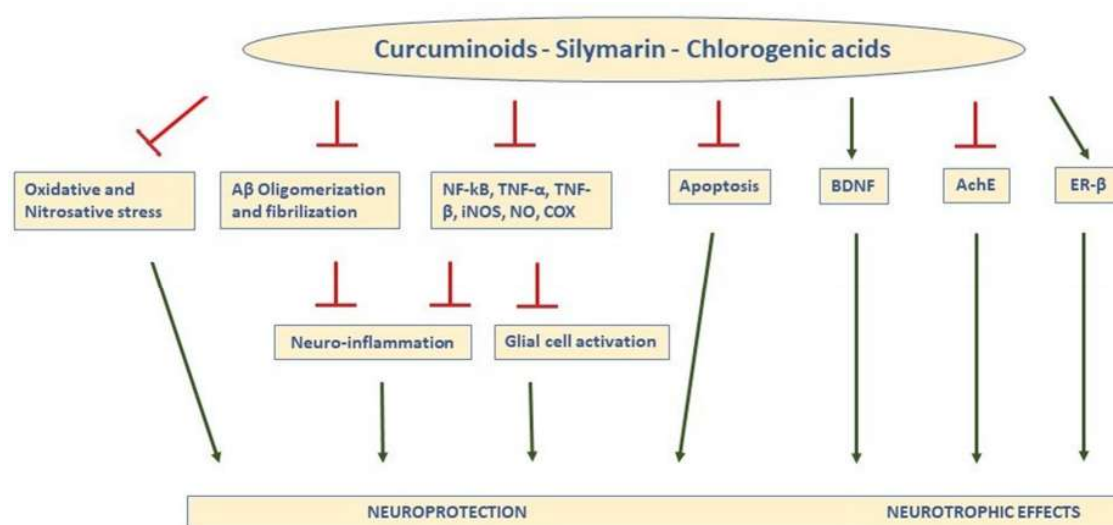 Curcuminoids - Silymarin - Chlorogenic acids
Oxidative and
Nitrosative stress
Aβ Oligomerization
and fibrilization
NF-kB, TNF-α, TNF-
β, iNOS, NO, COX
Apoptosis
BDNF
AchE
ER-β
Neuro-inflammation
Glial cell activation
NEUROPROTECTION
NEUROTROPHIC EFFECTS